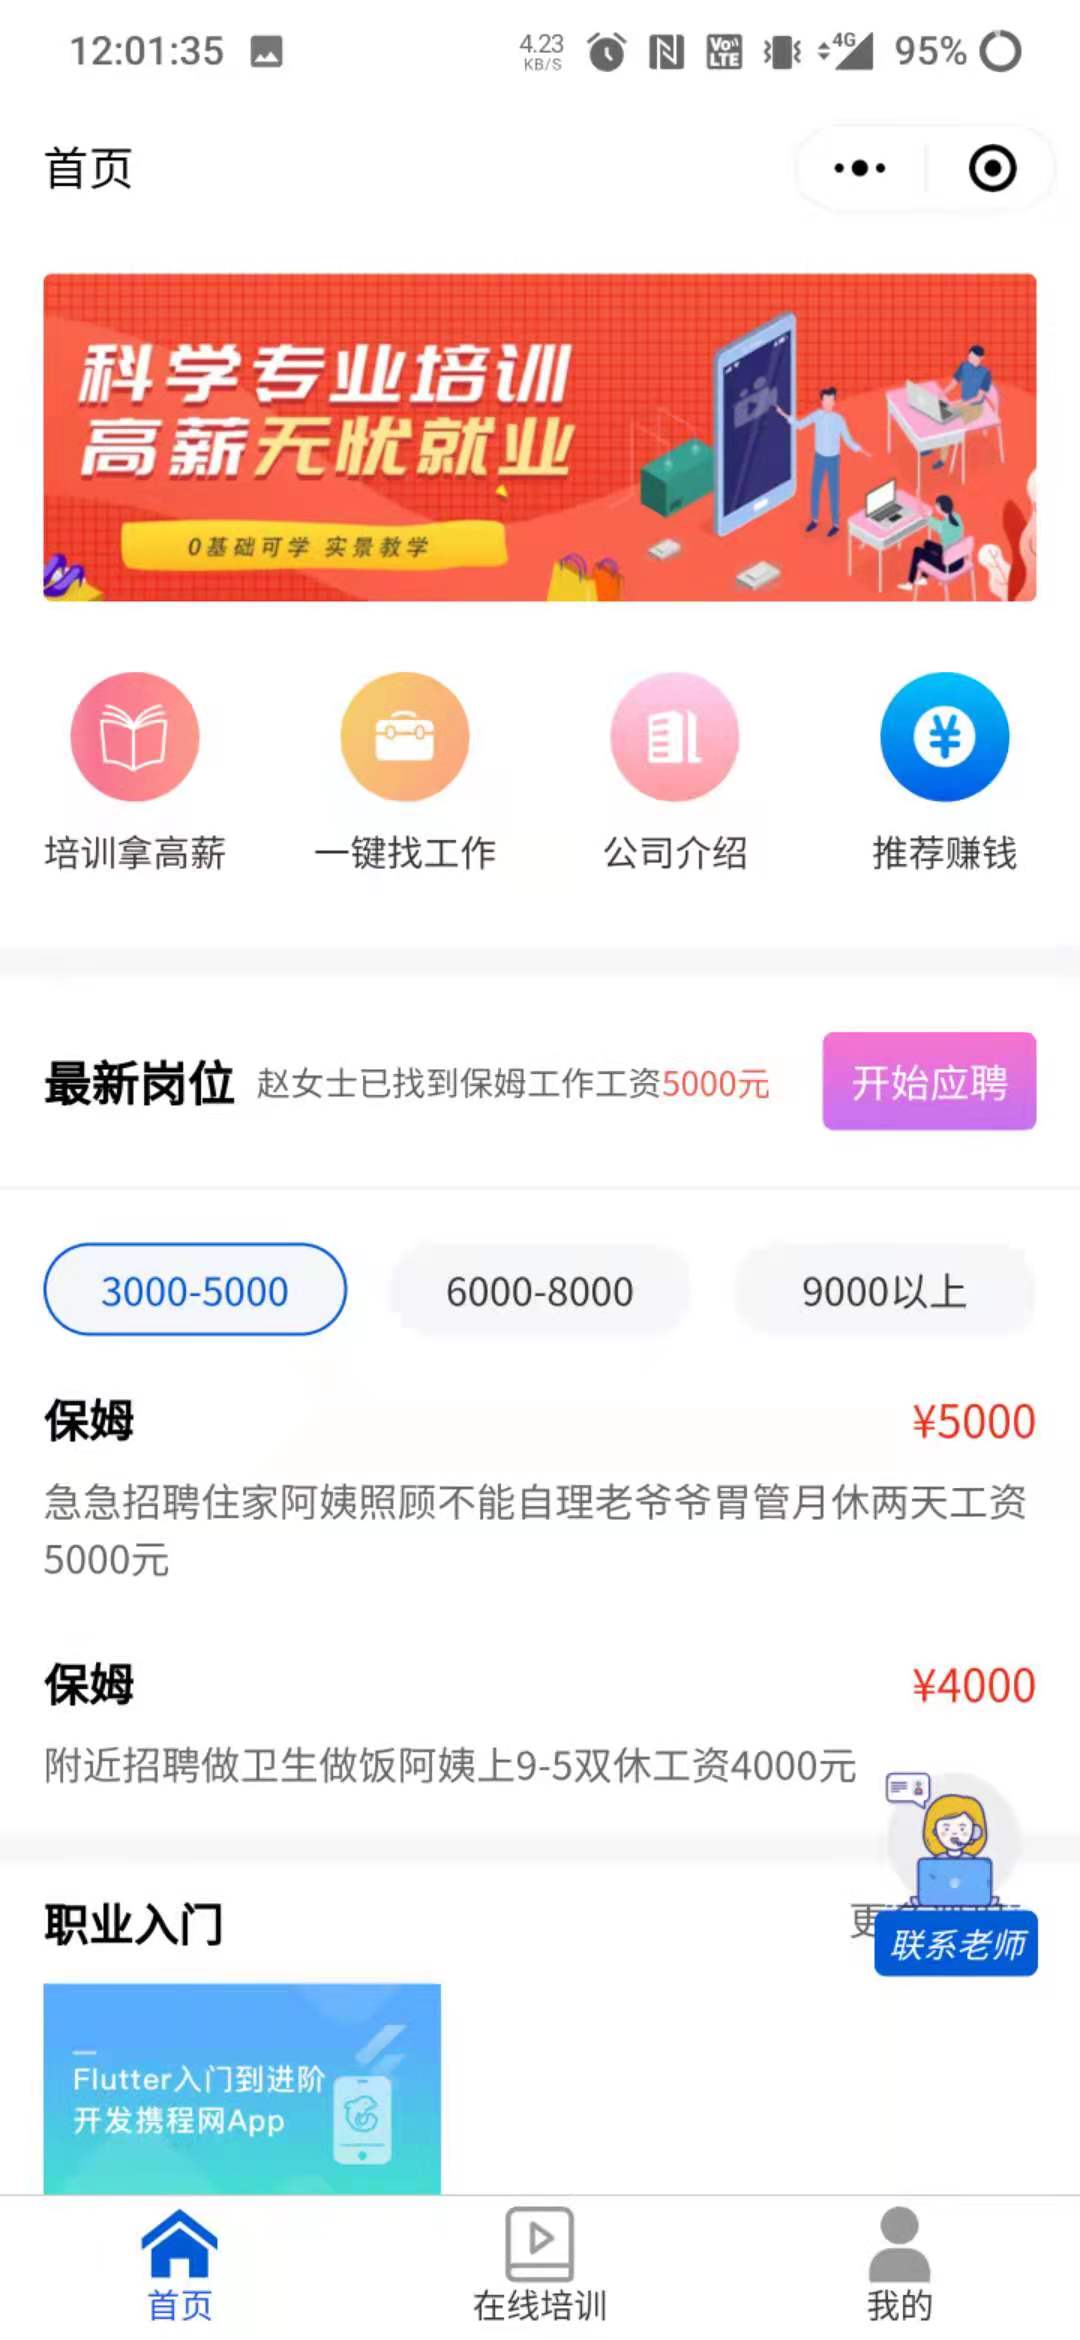 12:01:35
4.23
KB/S
Vo
LTE
4G
95%
首页
科学专业培训
高薪无忧就业
0基础可学 实景教学
培训拿高薪
一键找工作
公司介绍
推荐赚钱
最新岗位
赵女士已找到保姆工作工资5000元
开始应聘
3000-5000
6000-8000
9000以上
保姆
¥5000
急急招聘住家阿姨照顾不能自理老爷爷胃管月休两天工资
5000元
保姆
¥4000
附近招聘做卫生做饭阿姨上9-5双休工资4000元
职业入门
更
联系老师
Flutter入门到进阶
开发携程网App
首页
在线培训
我的